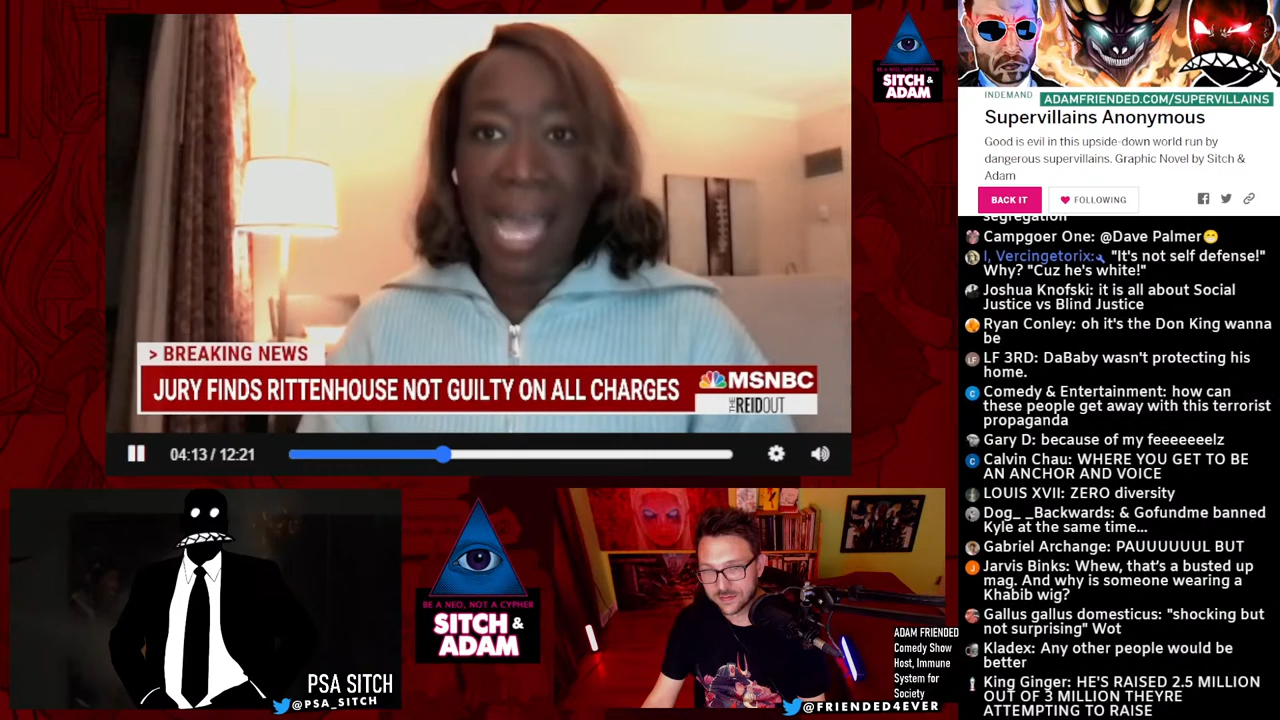 > BREAKING NEWS
JURY FINDS RITTENHOUSE NOT GUILTY ON ALL CHARGES
MSNBC
THE REIDOUT
04:13 / 12:21
BE A NEO, NOT A CYPHER
SITCH &
ADAM
INDEMAND
ADAMFRIENDED.COM/SUPERVILLAINS
Supervillains Anonymous
Good is evil in this upside-down world run by
dangerous supervillains. Graphic Novel by Sitch &
Adam
BACK IT
FOLLOWING
segregation
Campgoer One: @Dave Palmer😁
I, Vercingetorix: "It's not self defense!"
Why? "Cuz he's white!"
Joshua Knofski: it is all about Social
Justice vs Blind Justice
Ryan Conley: oh it's the Don King wanna
be
LF 3RD: DaBaby wasn't protecting his
home.
Comedy & Entertainment: how can
these people get away with this terrorist
propaganda
Gary D: because of my feeeeeeelz
Calvin Chau: WHERE YOU GET TO BE
AN ANCHOR AND VOICE
LOUIS XVII: ZERO diversity
Dog_ _Backwards: & Gofundme banned
Kyle at the same time...
Gabriel Archange: PAUUUUUUL BUT
Jarvis Binks: Whew, that's a busted up
mag. And why is someone wearing a
Khabib wig?
Gallus gallus domesticus: "shocking but
not surprising" Wot
Kladex: Any other people would be
better
King Ginger: HE'S RAISED 2.5 MILLION
OUT OF 3 MILLION THEYRE
ATTEMPTING TO RAISE
PSA SITCH
@PSA_SITCH
BE A NEO, NOT A CYPHER
SITCH &
ADAM
ADAM FRIENDED
Comedy Show
Host, Immune
System for
Society
@FRIENDED4EVER